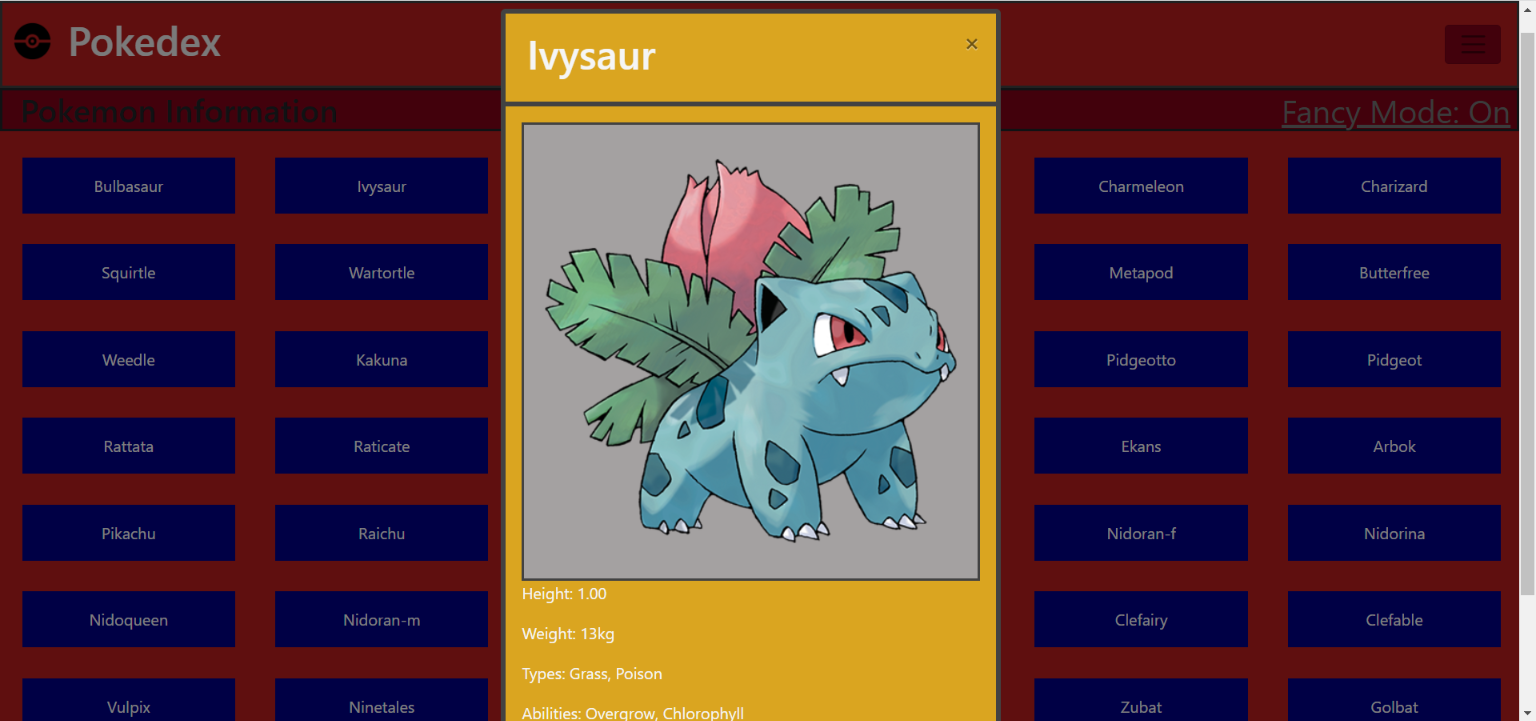 Pokedex
Pokemon Information
Fancy Mode: On
Ivysaur
×
Height: 1.00
Weight: 13kg
Types: Grass, Poison
Abilities: Overgrow, Chlorophyll
Bulbasaur
Ivysaur
Charmeleon
Charizard
Squirtle
Wartortle
Metapod
Butterfree
Weedle
Kakuna
Pidgeotto
Pidgeot
Rattata
Raticate
Ekans
Arbok
Pikachu
Raichu
Nidoran-f
Nidorina
Nidoqueen
Nidoran-m
Clefairy
Clefable
Vulpix
Ninetales
Zubat
Golbat